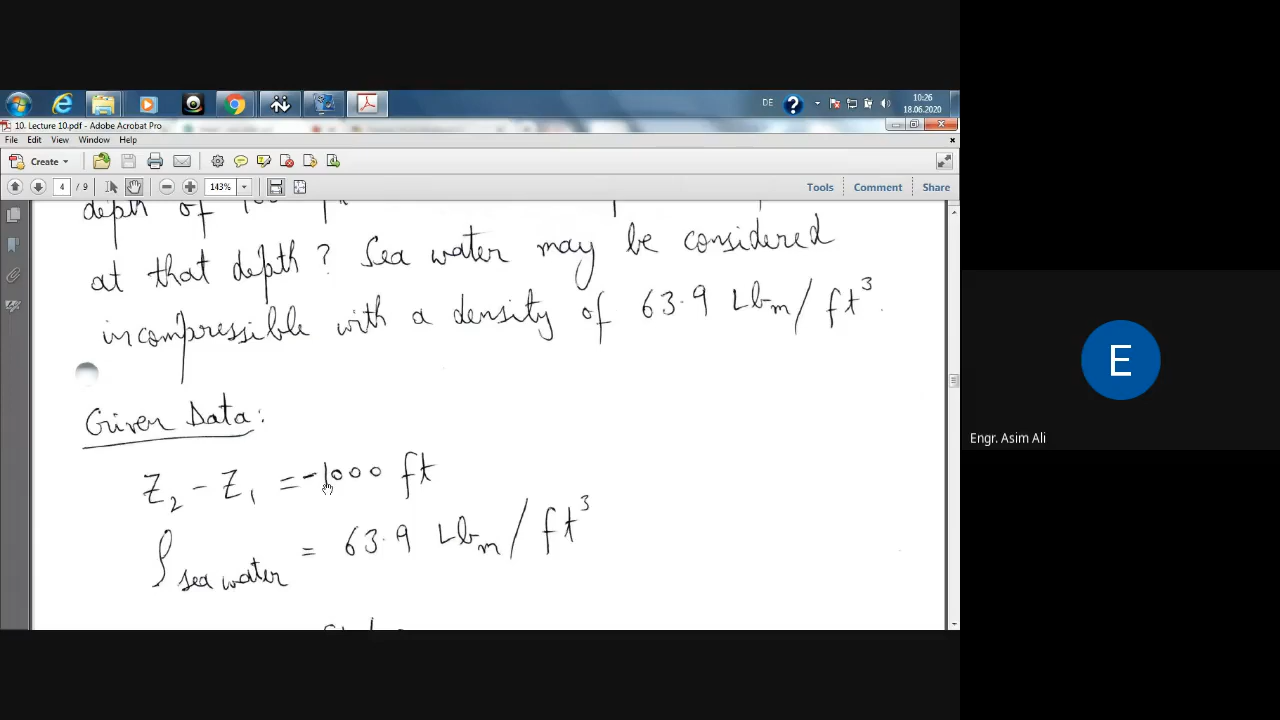 DE
10:26
18.06.2020
10. Lecture 10.pdf - Adobe Acrobat Pro
File Edit View Window Help
Create
4 / 9 143% Tools Comment Share
depth of
at that depth? Sea water may be considered
incompressible with a density of 63.9 Lbm/ft³.
Given Data:
Z₂ - Z₁ = -1000 ft
ρ sea water = 63.9 Lbm/ft³
E
Engr. Asim Ali